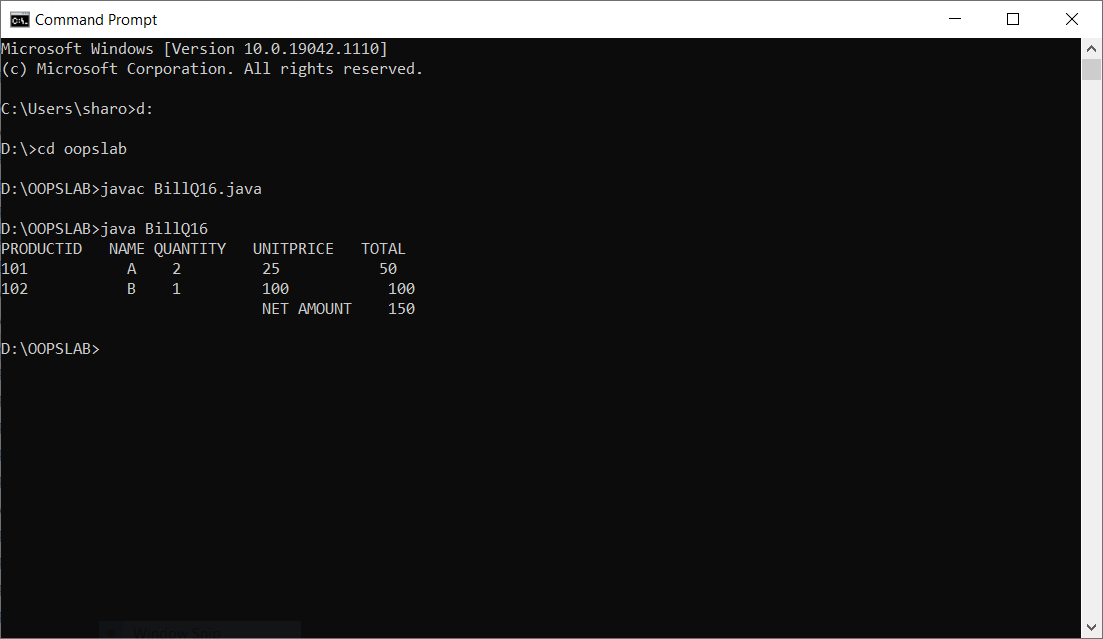 Command Prompt
Microsoft Windows [Version 10.0.19042.1110]
(c) Microsoft Corporation. All rights reserved.
C:\Users\sharo>d:
D:\>cd oopslab
D:\OOPSLAB>javac BillQ16.java
D:\OOPSLAB>java BillQ16
PRODUCTID   NAME QUANTITY   UNITPRICE   TOTAL
101           A    2         25           50
102           B    1         100           100
                             NET AMOUNT    150
D:\OOPSLAB>